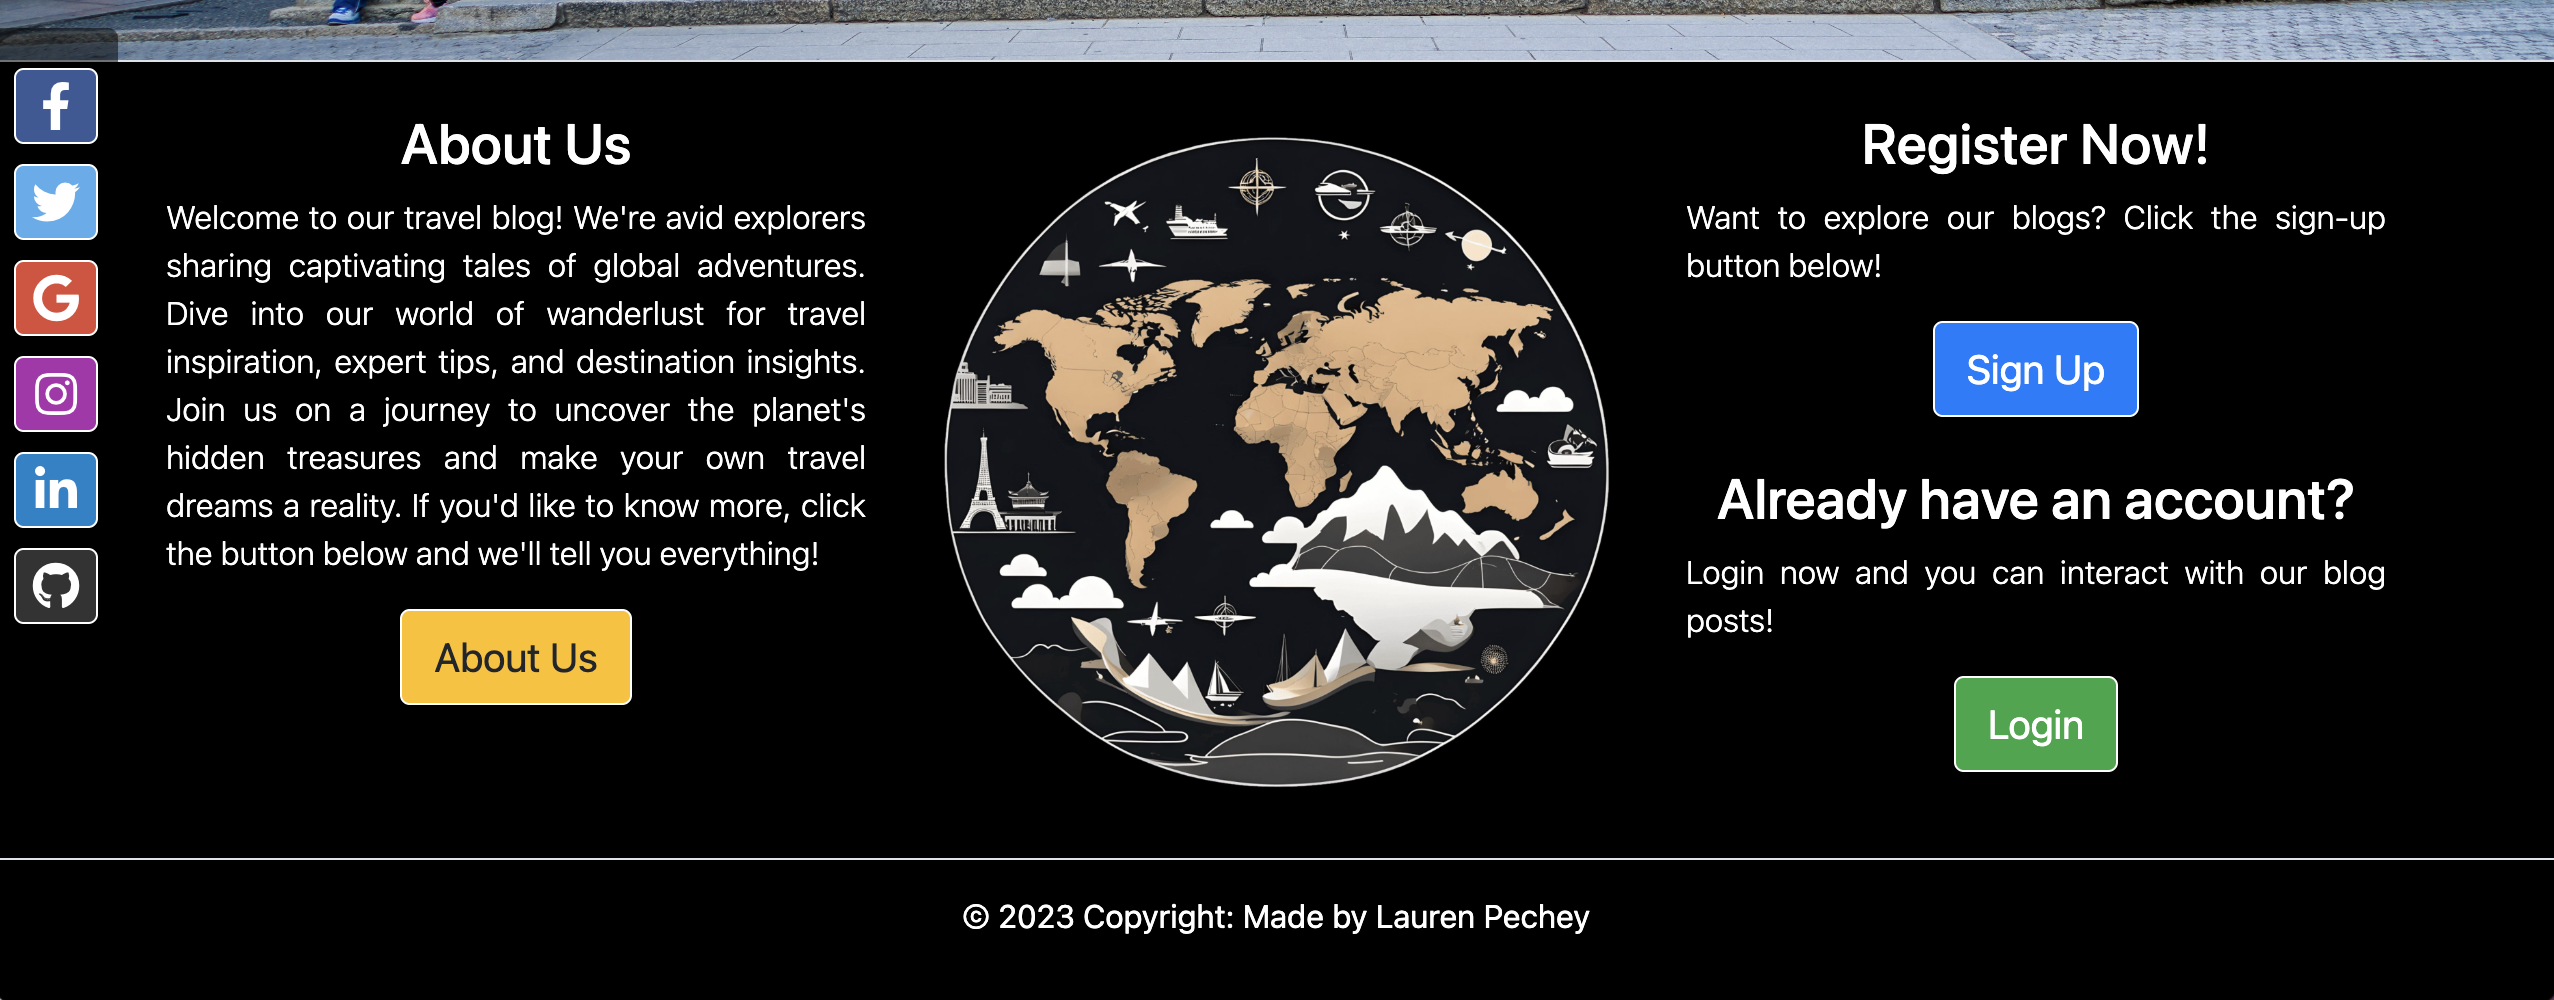 About Us
Welcome to our travel blog! We're avid explorers
sharing captivating tales of global adventures.
Dive into our world of wanderlust for travel
inspiration, expert tips, and destination insights.
Join us on a journey to uncover the planet's
hidden treasures and make your own travel
dreams a reality. If you'd like to know more, click
the button below and we'll tell you everything!
About Us
Register Now!
Want to explore our blogs? Click the sign-up
button below!
Sign Up
Already have an account?
Login now and you can interact with our blog
posts!
Login
© 2023 Copyright: Made by Lauren Pechey